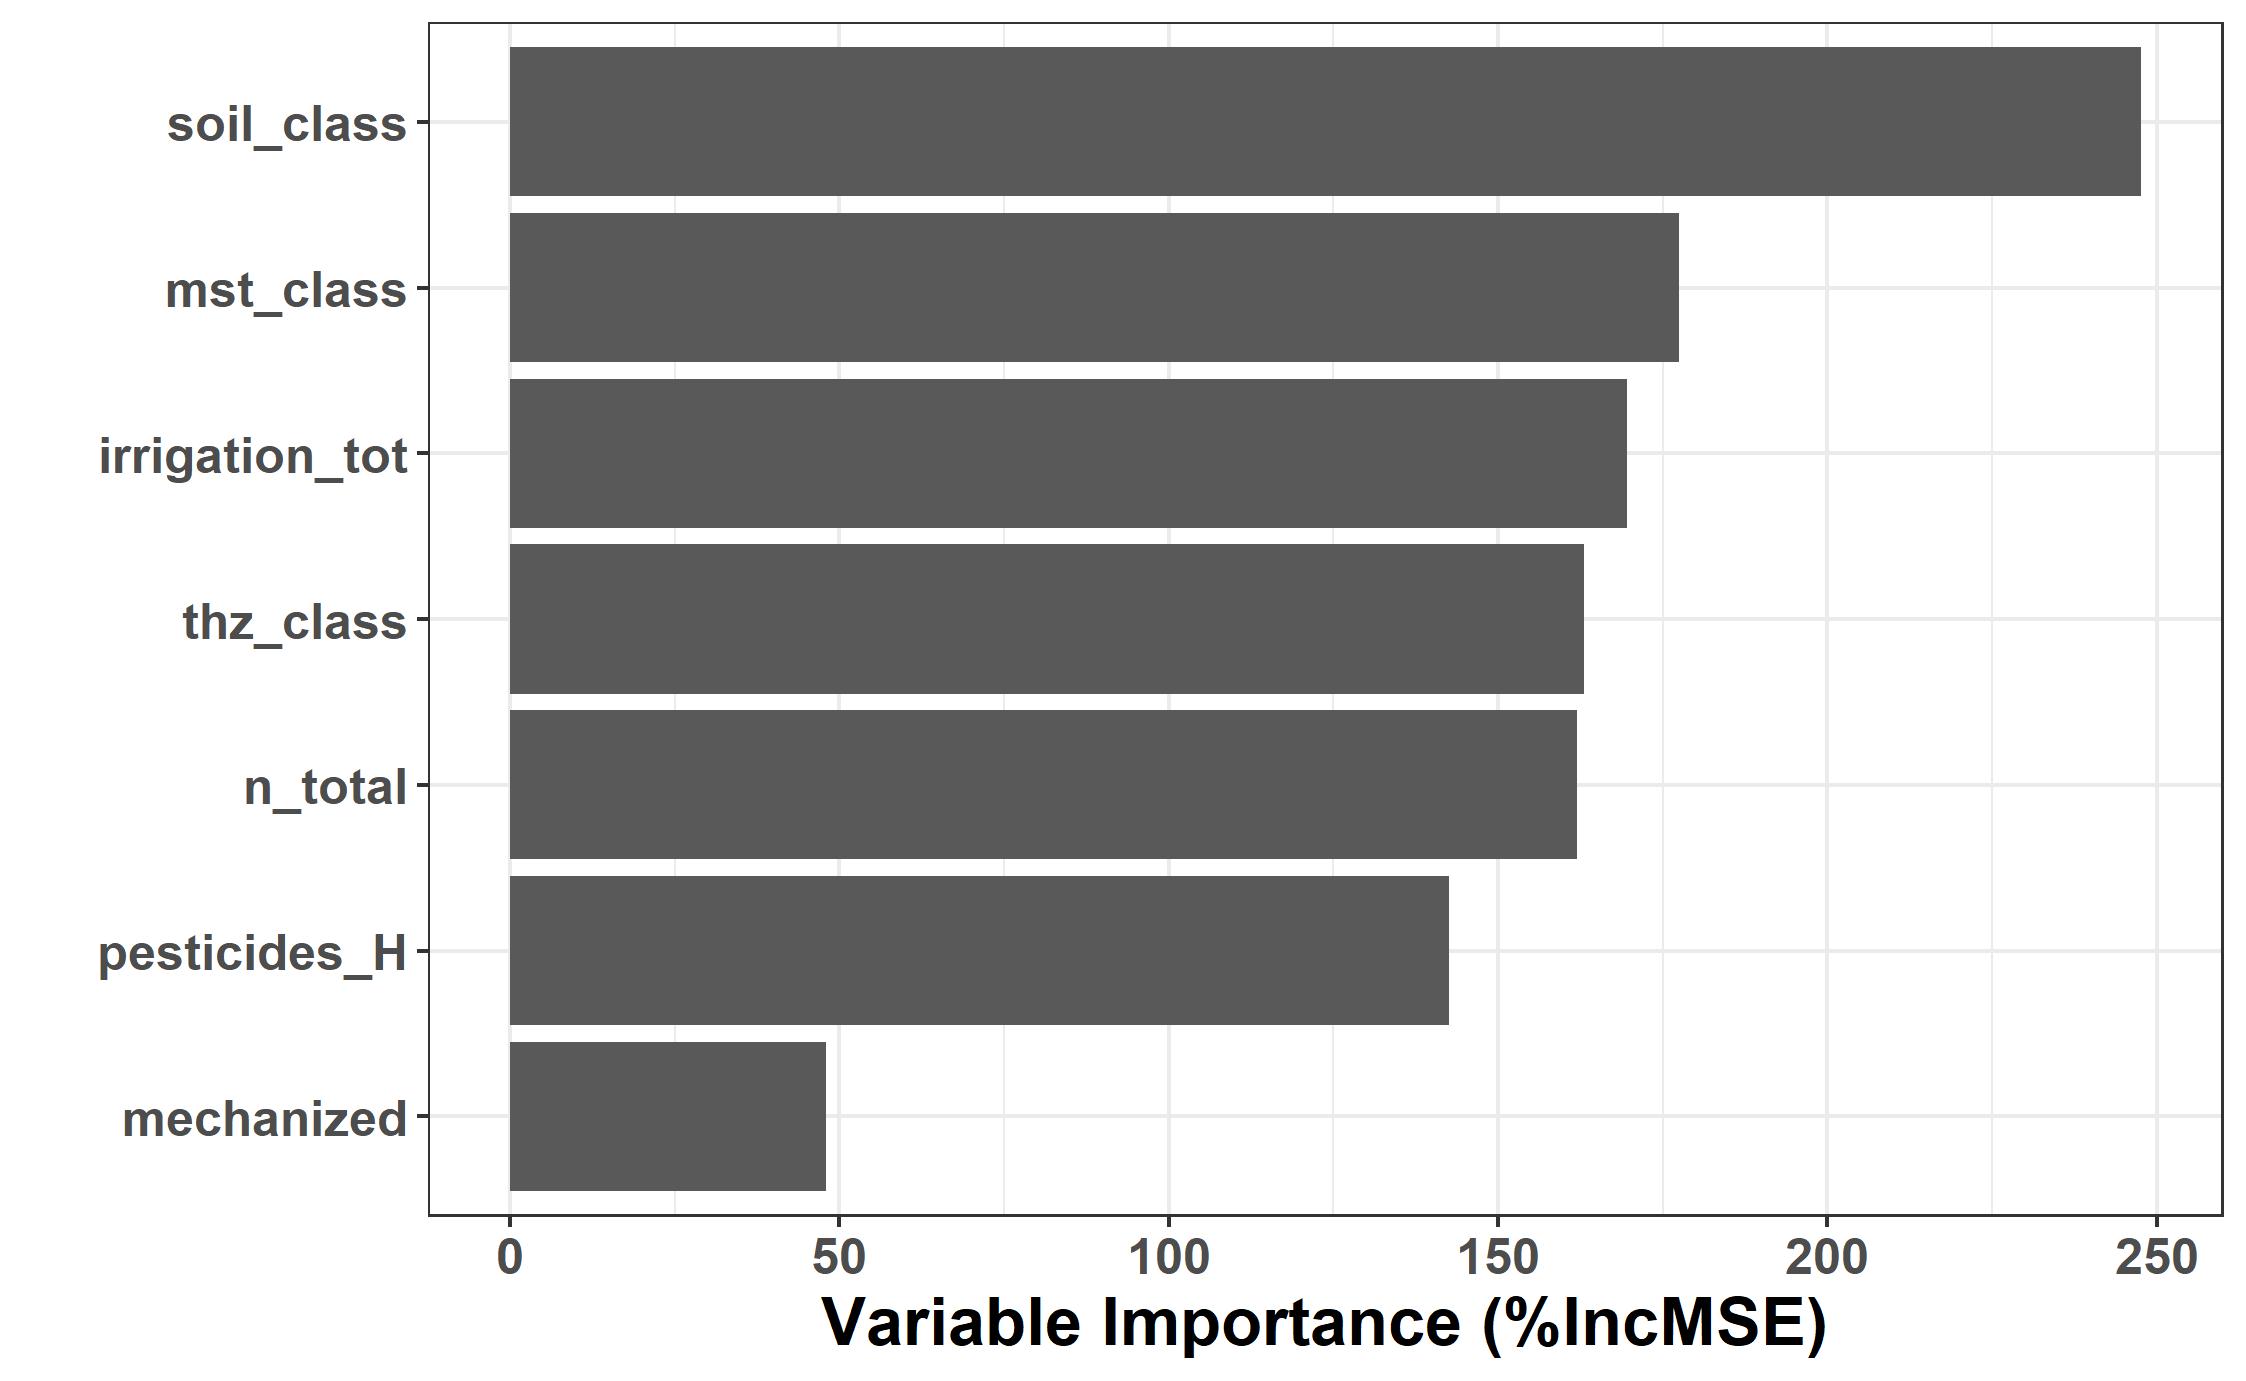 soil_class
mst_class
irrigation_tot
thz_class
n_total
pesticides_H
mechanized
0 50 100 150 200 250
Variable Importance (%IncMSE)